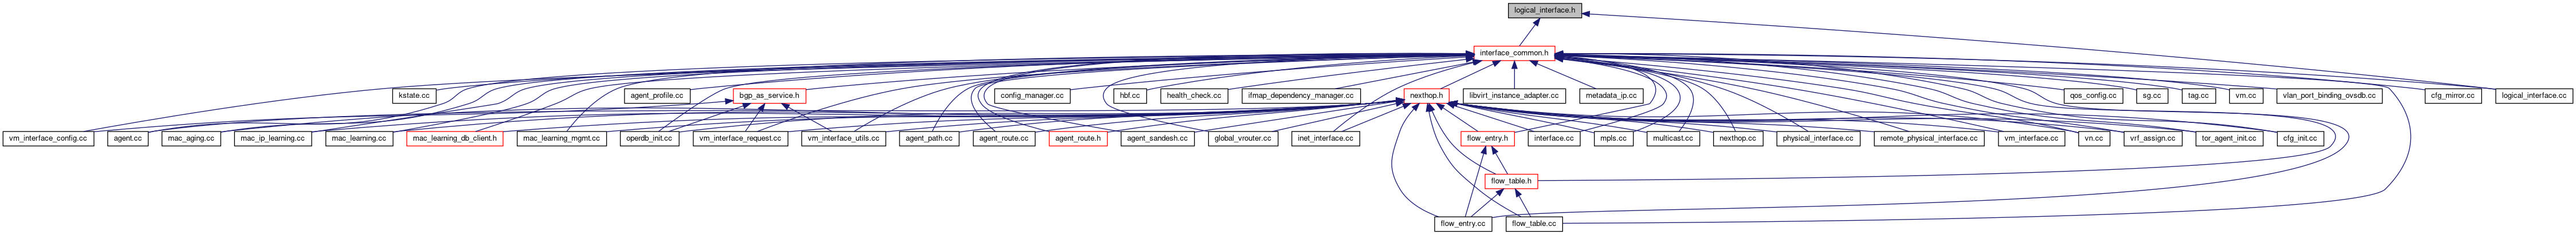 logical_interface.h
interface_common.h
kstate.cc
agent_profile.cc
bgp_as_service.h
config_manager.cc
hbf.cc
health_check.cc
ifmap_dependency_manager.cc
nexthop.h
libvirt_instance_adapter.cc
metadata_ip.cc
qos_config.cc
sg.cc
tag.cc
vm.cc
vlan_port_binding_ovsdb.cc
cfg_mirror.cc
logical_interface.cc
vm_interface_config.cc
agent.cc
mac_aging.cc
mac_ip_learning.cc
mac_learning.cc
mac_learning_db_client.h
mac_learning_mgmt.cc
operdb_init.cc
vm_interface_request.cc
vm_interface_utils.cc
agent_path.cc
agent_route.cc
agent_route.h
agent_sandesh.cc
global_vrouter.cc
inet_interface.cc
flow_entry.h
interface.cc
mpls.cc
multicast.cc
nexthop.cc
physical_interface.cc
remote_physical_interface.cc
vm_interface.cc
vn.cc
vrf_assign.cc
tor_agent_init.cc
cfg_init.cc
flow_table.h
flow_entry.cc
flow_table.cc